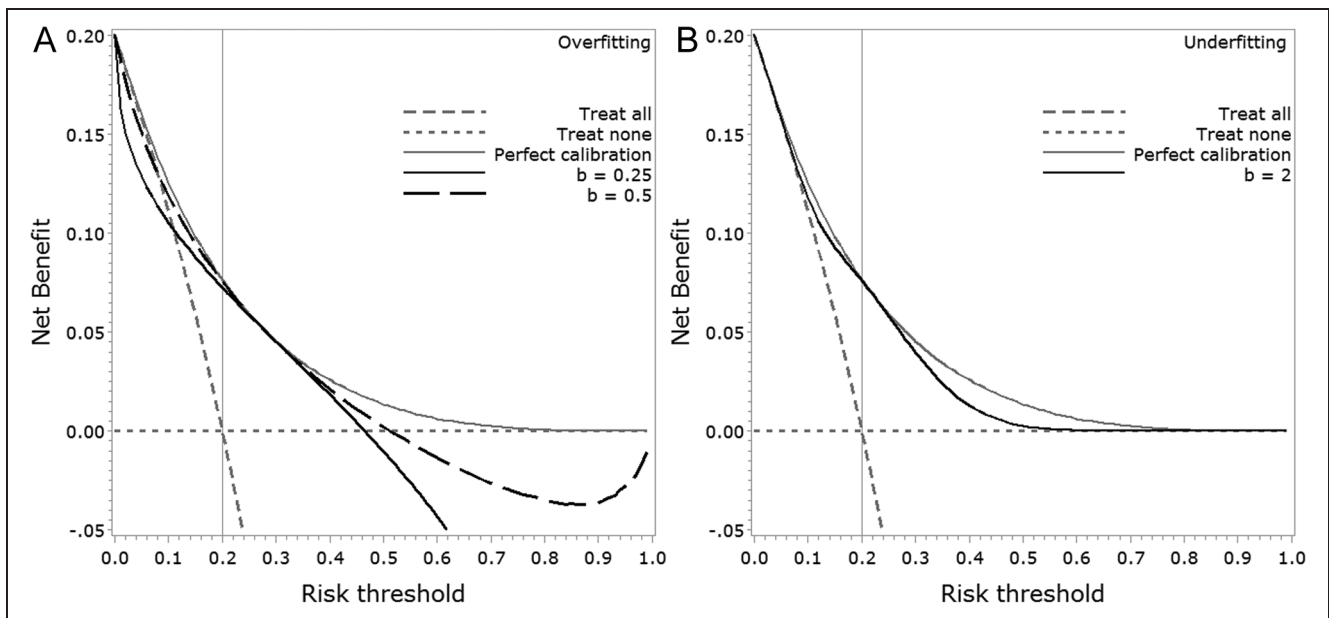 A
Overfitting
Treat all
Treat none
Perfect calibration
b = 0.25
b = 0.5
Net Benefit
0.20
0.15
0.10
0.05
0.00
-.05
0.0 0.1 0.2 0.3 0.4 0.5 0.6 0.7 0.8 0.9 1.0
Risk threshold
B
Underfitting
Treat all
Treat none
Perfect calibration
b = 2
Net Benefit
0.20
0.15
0.10
0.05
0.00
-.05
0.0 0.1 0.2 0.3 0.4 0.5 0.6 0.7 0.8 0.9 1.0
Risk threshold